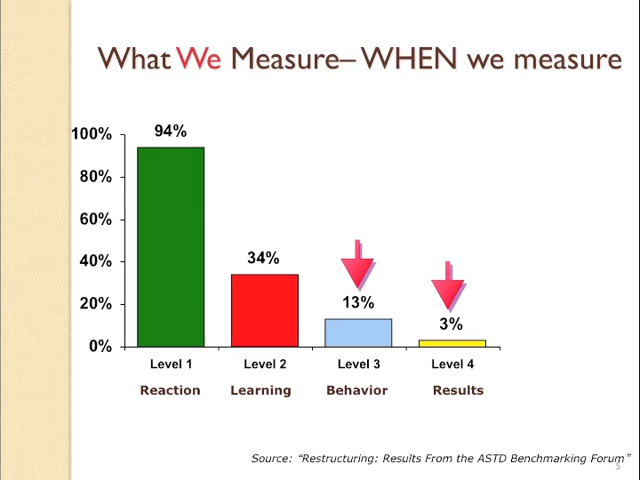 What We Measure– WHEN we measure
100%
80%
60%
40%
20%
0%
94%
34%
13%
3%
Level 1 Level 2 Level 3 Level 4
Reaction Learning Behavior Results
Source: “Restructuring: Results From the ASTD Benchmarking Forum”
5